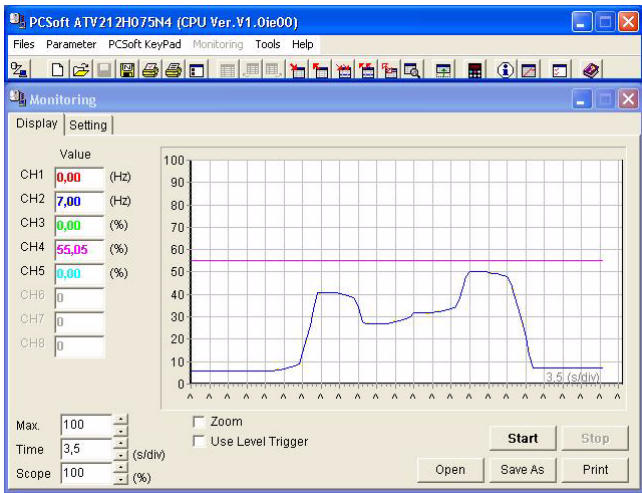 PCSoft ATV212H075N4 (CPU Ver.V1.0ie00)
Files Parameter PCSoft KeyPad Monitoring Tools Help
Monitoring
Display Setting
Value
CH1 0,00 (Hz)
CH2 7,00 (Hz)
CH3 0,00 (%)
CH4 55,05 (%)
CH5 0,00 (%)
CH6 0
CH7 0
CH8 0
100
90
80
70
60
50
40
30
20
10
0
3.5 (s/div)
Max. 100
Time 3,5 (s/div)
Scope 100 (%)
Zoom
Use Level Trigger
Start Stop
Open Save As Print